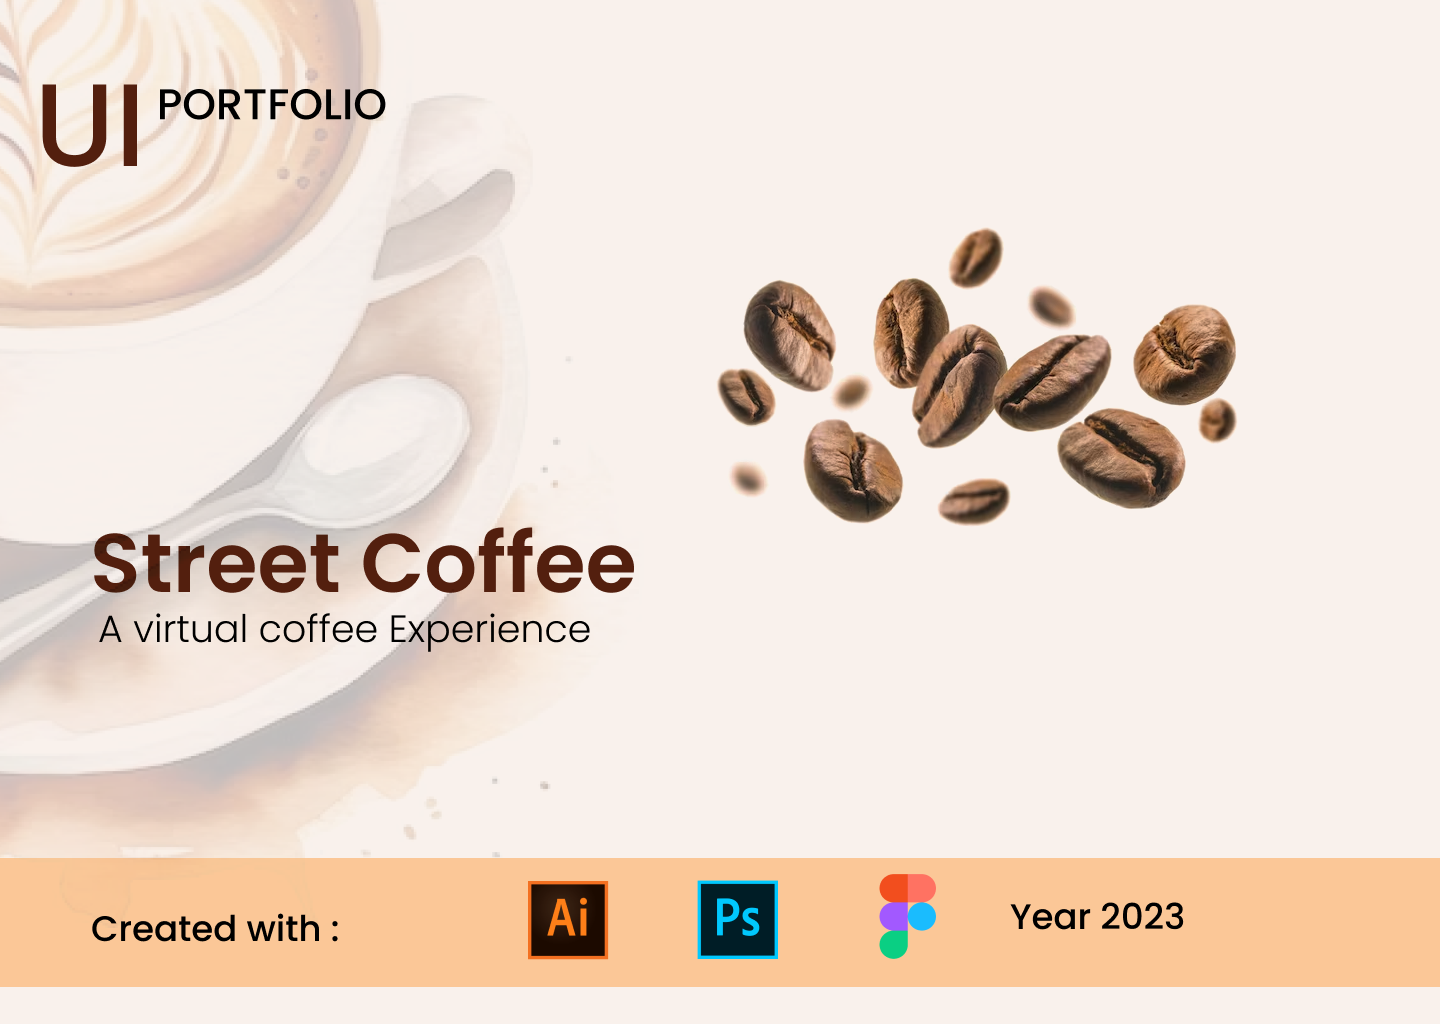 UI PORTFOLIO
Street Coffee
A virtual coffee Experience
Created with :
Ai
Ps
Year 2023